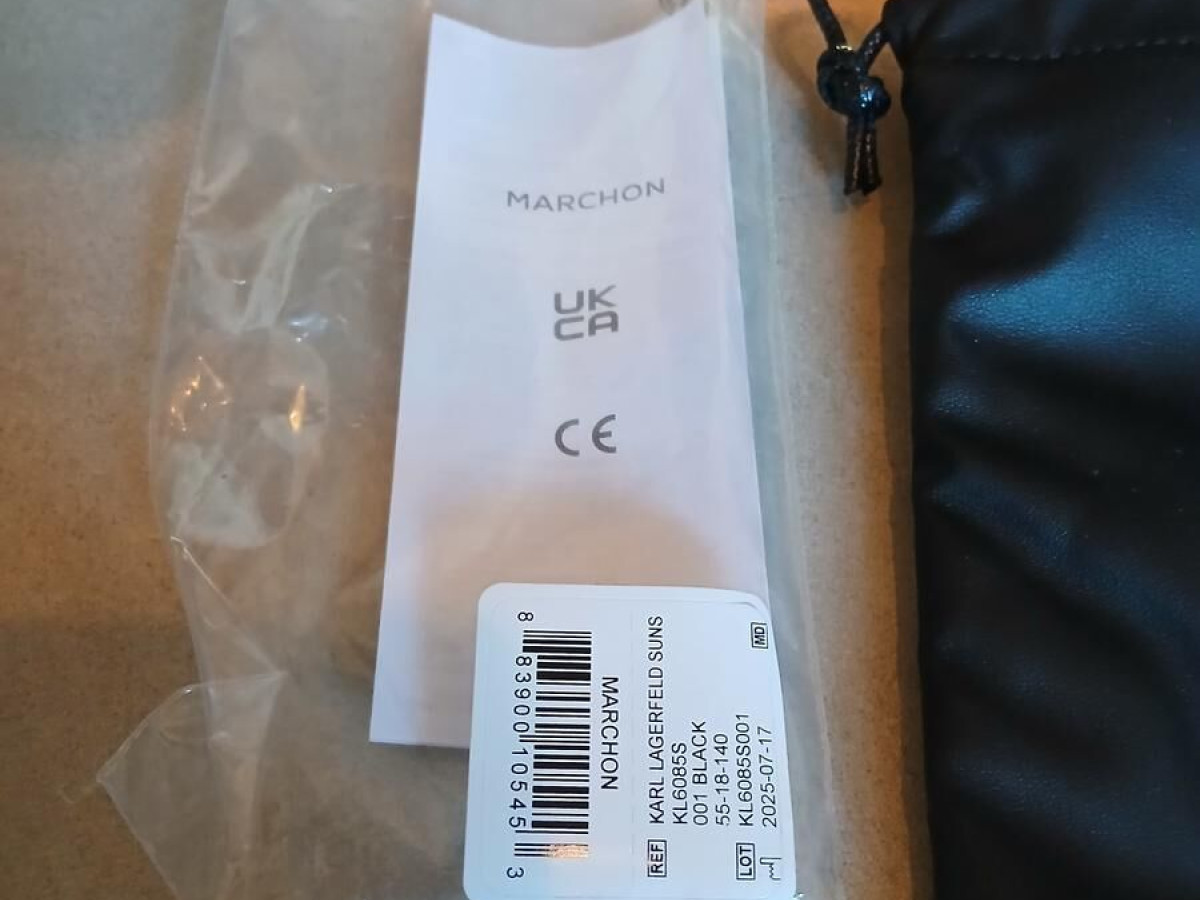 MARCHON
UK
CA
CE
MARCHON
8 83900 10545 3
REF KARL LAGERFELD SUNS
KL6085S
001 BLACK
55-18-140
LOT KL6085S001
2025-07-17
MD